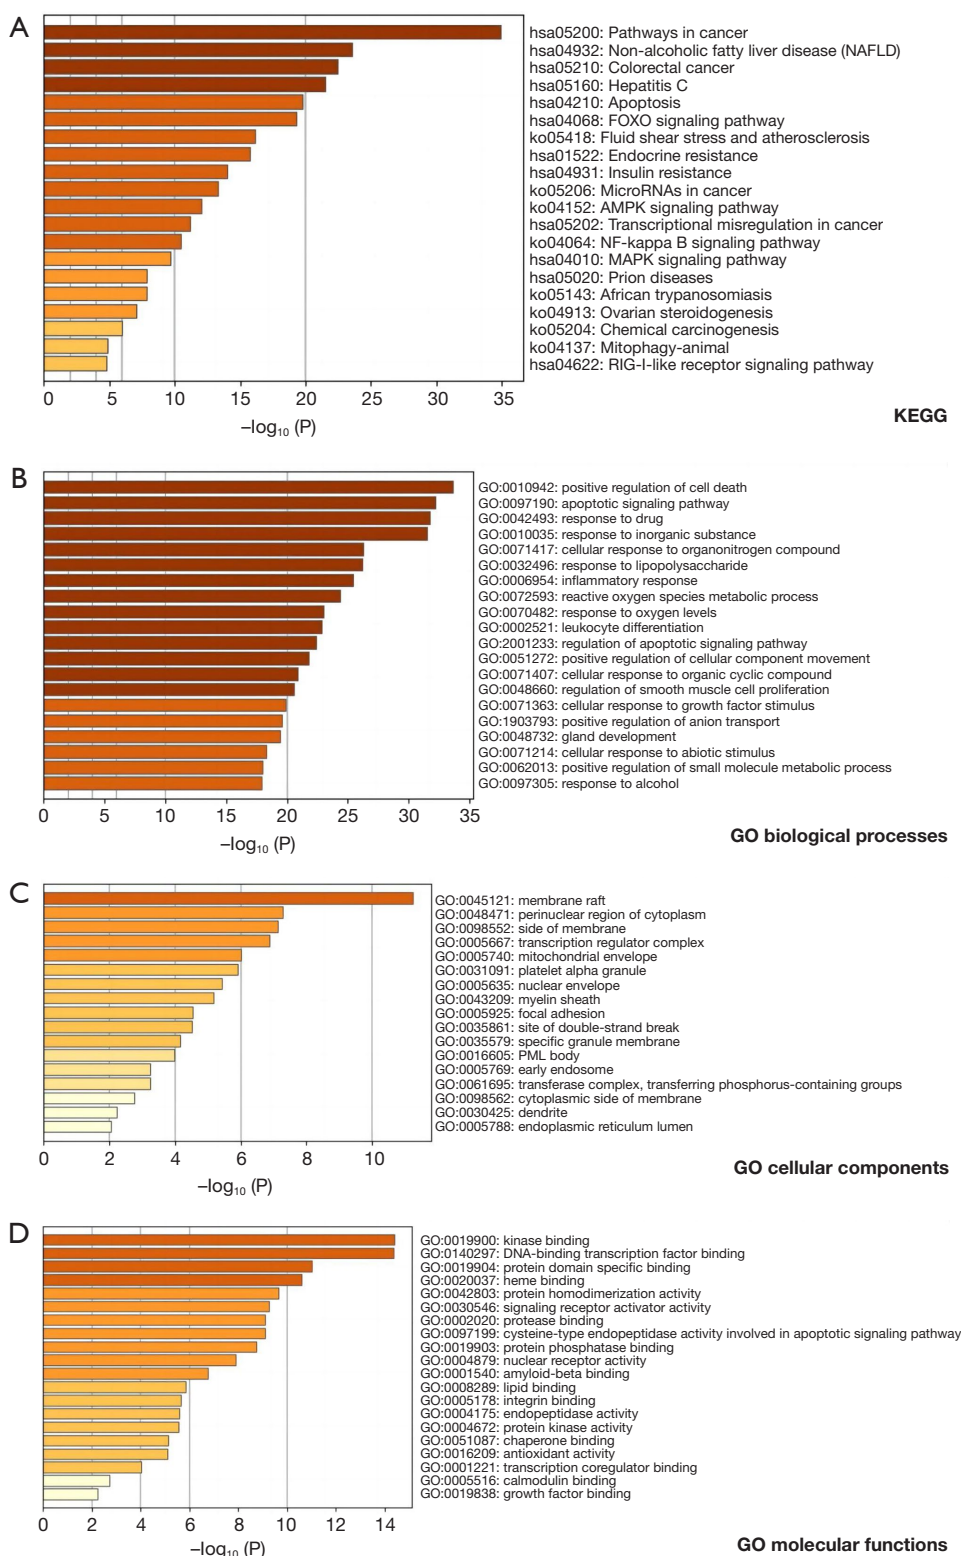 A
hsa05200: Pathways in cancer
hsa04932: Non-alcoholic fatty liver disease (NAFLD)
hsa05210: Colorectal cancer
hsa05160: Hepatitis C
hsa04210: Apoptosis
hsa04068: FOXO signaling pathway
ko05418: Fluid shear stress and atherosclerosis
hsa01522: Endocrine resistance
hsa04931: Insulin resistance
ko05206: MicroRNAs in cancer
ko04152: AMPK signaling pathway
hsa05202: Transcriptional misregulation in cancer
ko04064: NF-kappa B signaling pathway
hsa04010: MAPK signaling pathway
hsa05020: Prion diseases
ko05143: African trypanosomiasis
ko04913: Ovarian steroidogenesis
ko05204: Chemical carcinogenesis
ko04137: Mitophagy-animal
hsa04622: RIG-I-like receptor signaling pathway
0 5 10 15 20 25 30 35
–log₁₀ (P)
KEGG
B
GO:0010942: positive regulation of cell death
GO:0097190: apoptotic signaling pathway
GO:0042493: response to drug
GO:0010035: response to inorganic substance
GO:0071417: cellular response to organonitrogen compound
GO:0032496: response to lipopolysaccharide
GO:0006954: inflammatory response
GO:0072593: reactive oxygen species metabolic process
GO:0070482: response to oxygen levels
GO:0002521: leukocyte differentiation
GO:2001233: regulation of apoptotic signaling pathway
GO:0051272: positive regulation of cellular component movement
GO:0071407: cellular response to organic cyclic compound
GO:0048660: regulation of smooth muscle cell proliferation
GO:0071363: cellular response to growth factor stimulus
GO:1903793: positive regulation of anion transport
GO:0048732: gland development
GO:0071214: cellular response to abiotic stimulus
GO:0062013: positive regulation of small molecule metabolic process
GO:0097305: response to alcohol
0 5 10 15 20 25 30 35
–log₁₀ (P)
GO biological processes
C
GO:0045121: membrane raft
GO:0048471: perinuclear region of cytoplasm
GO:0098552: side of membrane
GO:0005667: transcription regulator complex
GO:0005740: mitochondrial envelope
GO:0031091: platelet alpha granule
GO:0005635: nuclear envelope
GO:0043209: myelin sheath
GO:0005925: focal adhesion
GO:0035861: site of double-strand break
GO:0035579: specific granule membrane
GO:0016605: PML body
GO:0005769: early endosome
GO:0061695: transferase complex, transferring phosphorus-containing groups
GO:0098562: cytoplasmic side of membrane
GO:0030425: dendrite
GO:0005788: endoplasmic reticulum lumen
0 2 4 6 8 10
–log₁₀ (P)
GO cellular components
D
GO:0019900: kinase binding
GO:0140297: DNA-binding transcription factor binding
GO:0019904: protein domain specific binding
GO:0020037: heme binding
GO:0042803: protein homodimerization activity
GO:0030546: signaling receptor activator activity
GO:0002020: protease binding
GO:0097199: cysteine-type endopeptidase activity involved in apoptotic signaling pathway
GO:0019903: protein phosphatase binding
GO:0004879: nuclear receptor activity
GO:0001540: amyloid-beta binding
GO:0008289: lipid binding
GO:0005178: integrin binding
GO:0004175: endopeptidase activity
GO:0004672: protein kinase activity
GO:0051087: chaperone binding
GO:0016209: antioxidant activity
GO:0001221: transcription coregulator binding
GO:0005516: calmodulin binding
GO:0019838: growth factor binding
0 2 4 6 8 10 12 14
–log₁₀ (P)
GO molecular functions